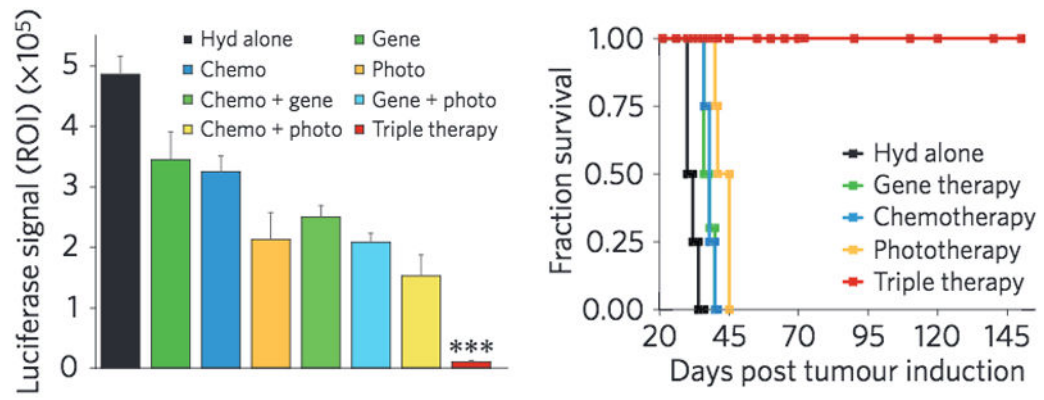 Luciferase signal (ROI) (×10⁵)
5
4
3
2
1
0
Hyd alone
Gene
Chemo
Photo
Chemo + gene
Gene + photo
Chemo + photo
Triple therapy
***
Fraction survival
1.00
0.75
0.50
0.25
0.00
20 45 70 95 120 145
Days post tumour induction
Hyd alone
Gene therapy
Chemotherapy
Phototherapy
Triple therapy